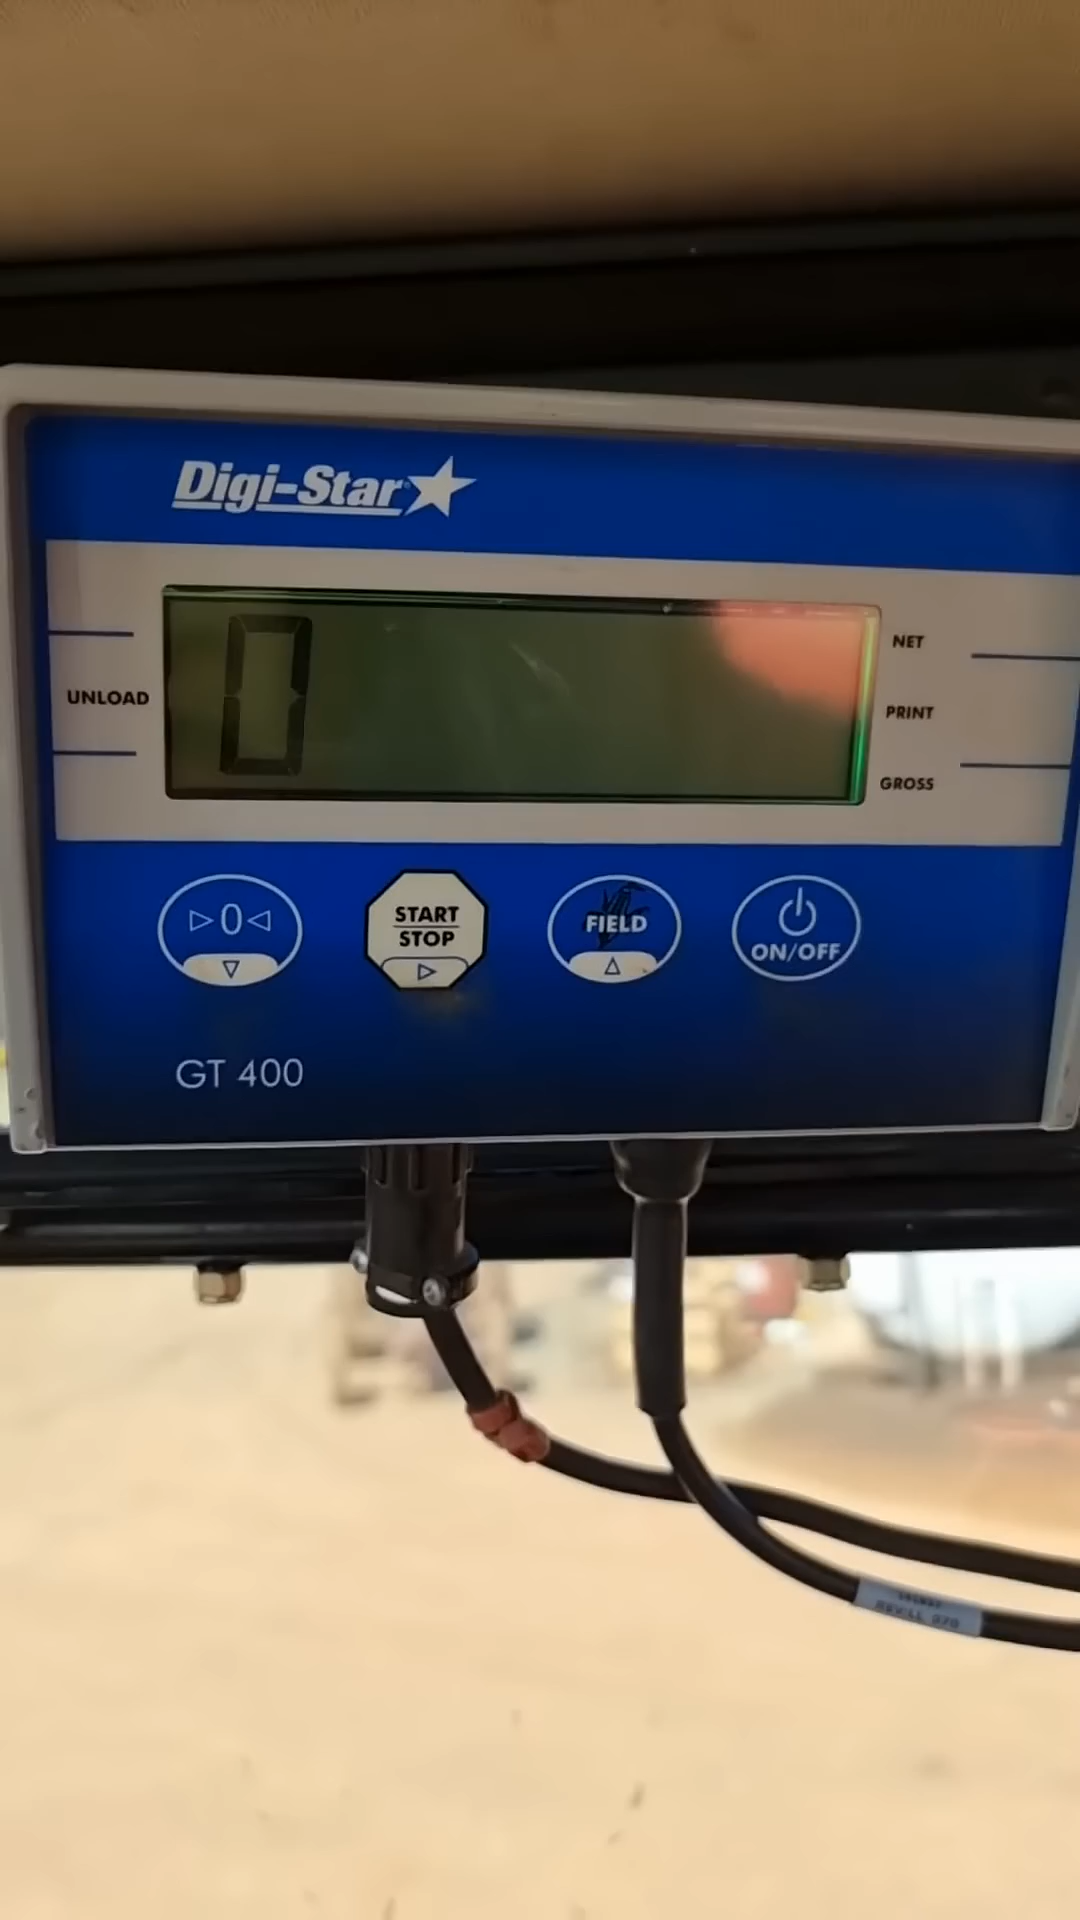 Digi-Star
0
UNLOAD
NET
PRINT
GROSS
▷0◁
▽
START
STOP
▷
FIELD
△
ON/OFF
GT 400